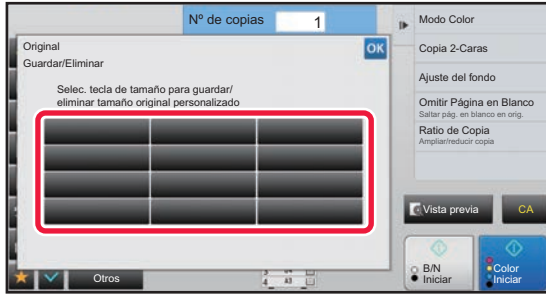 Nº de copias 1
Original
OK
Guardar/Eliminar
Selec. tecla de tamaño para guardar/
eliminar tamaño original personalizado
Modo Color
Copia 2-Caras
Ajuste del fondo
Omitir Página en Blanco
Saltar pág. en blanco en orig.
Ratio de Copia
Ampliar/reducir copia
Vista previa
CA
B/N
Iniciar
Color
Iniciar
Otros
4 A3